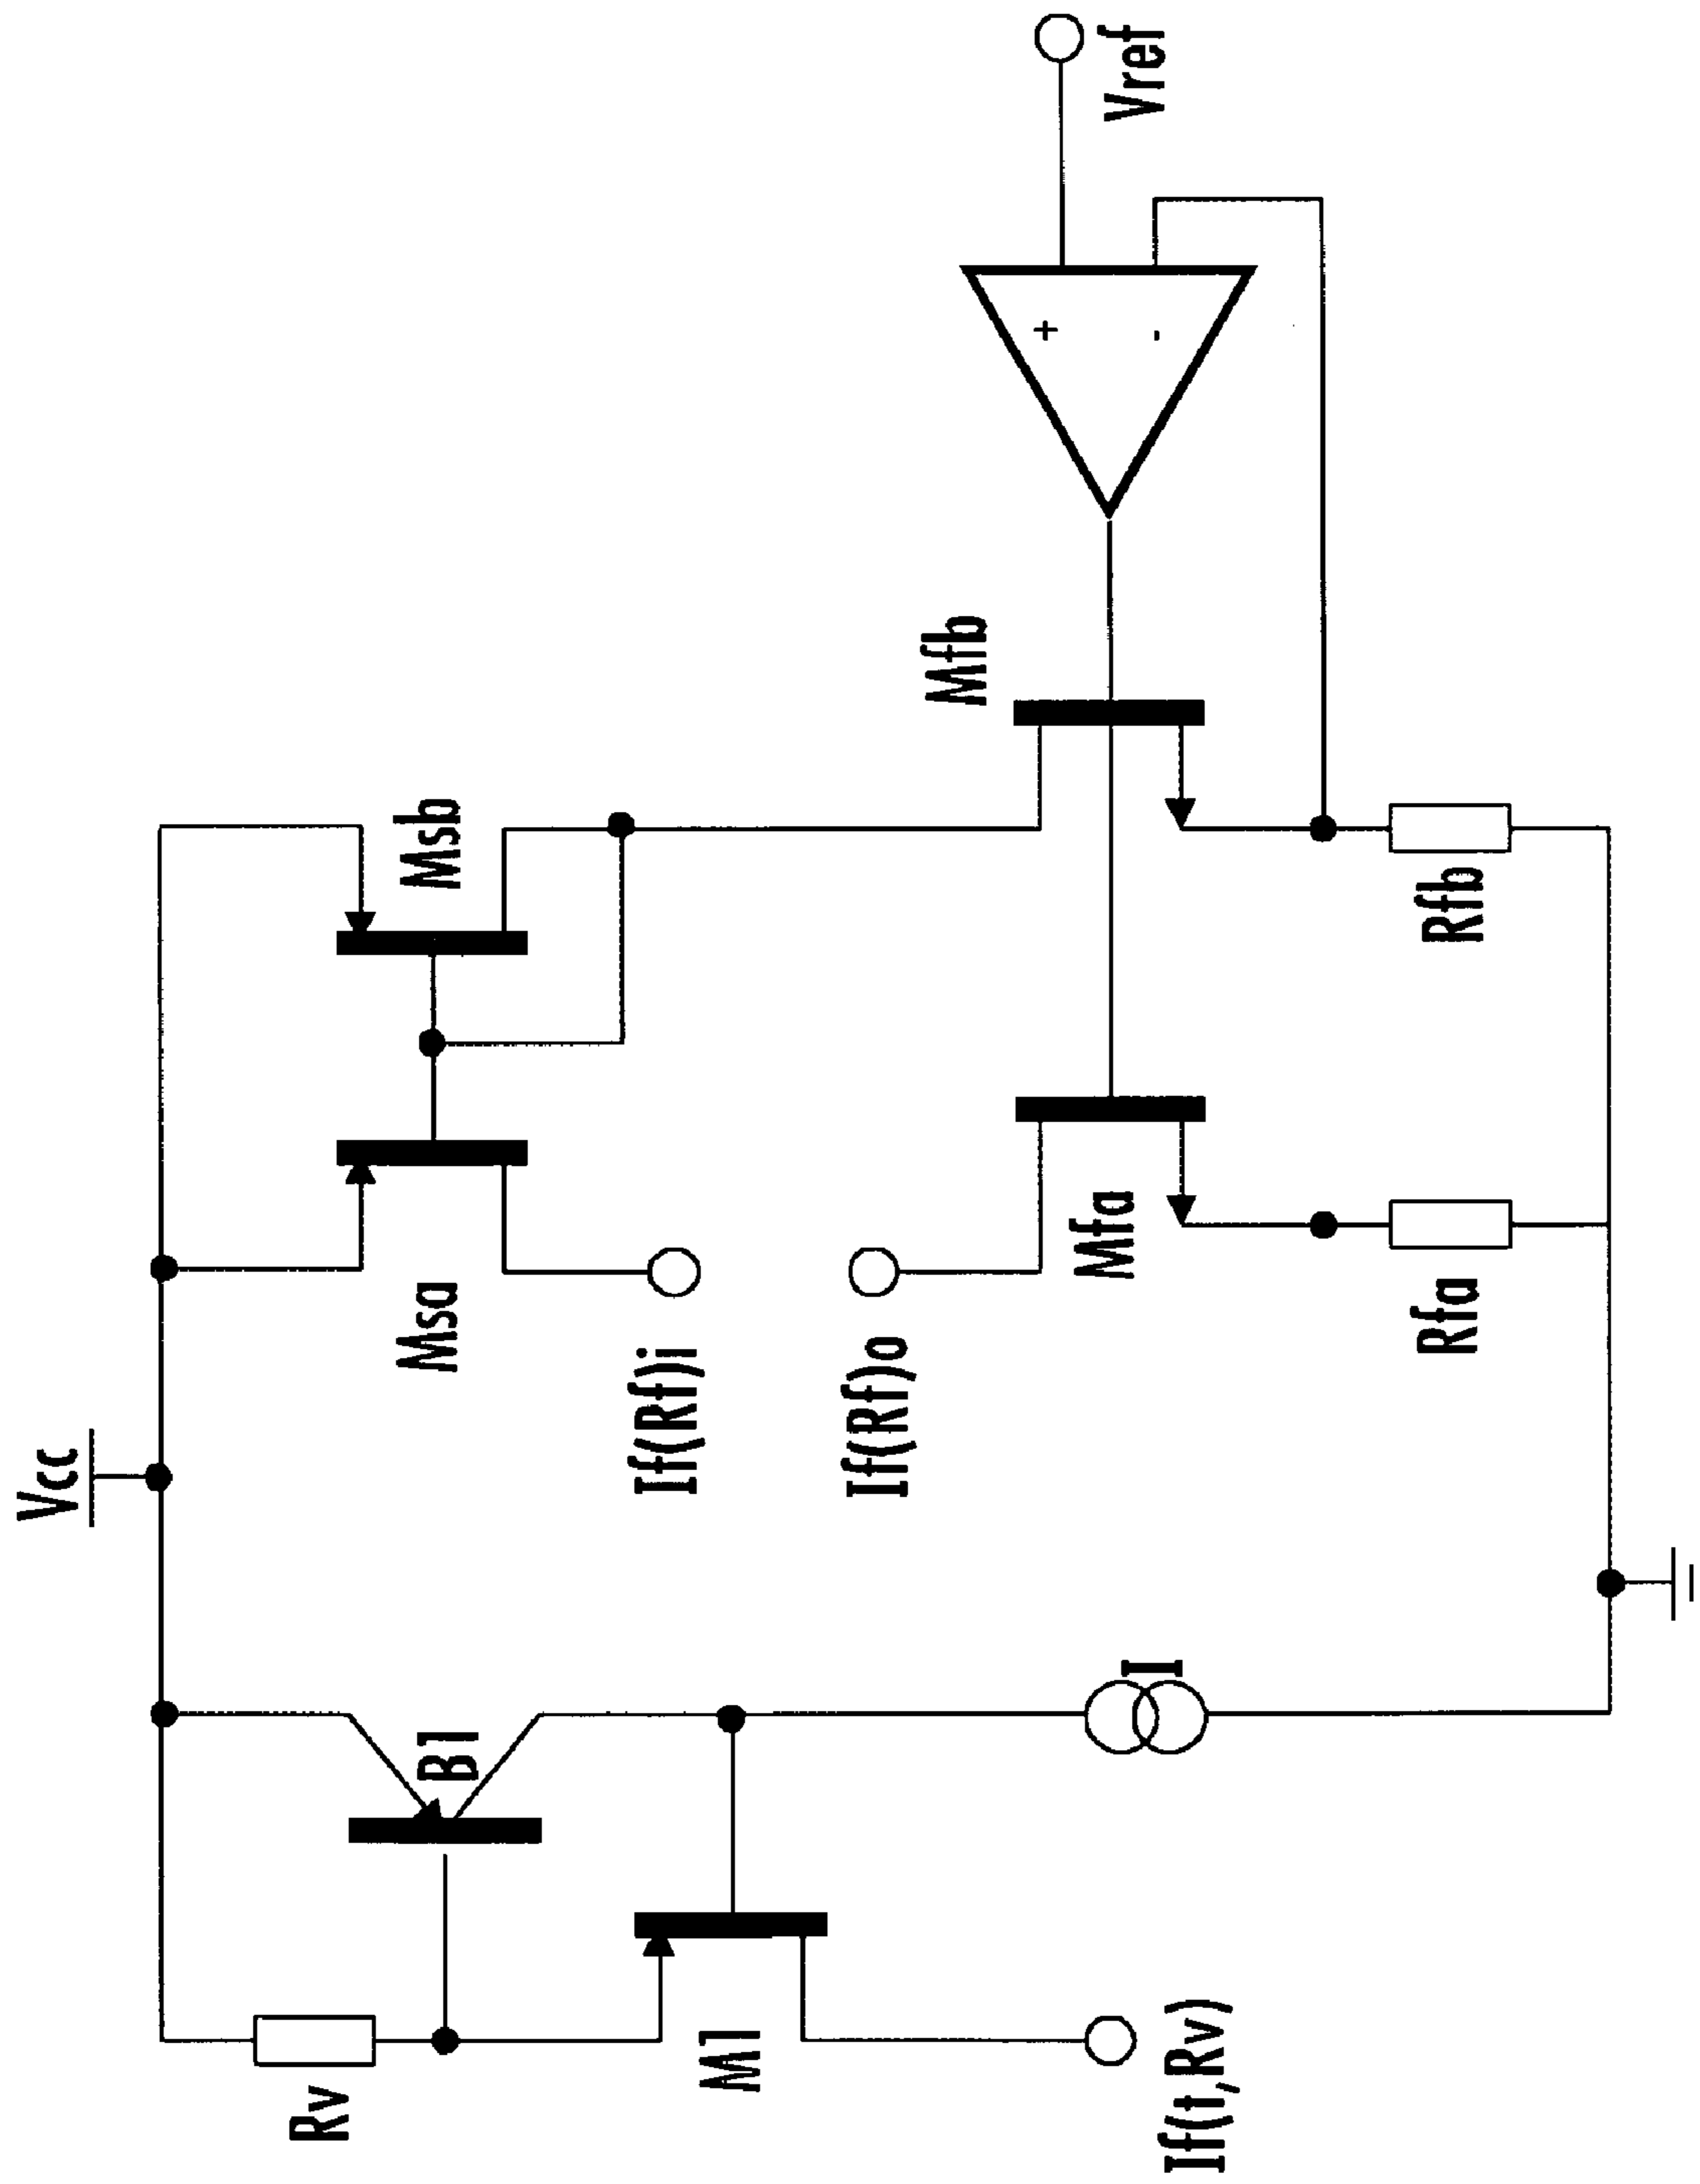 Vcc
Rv
B1
M1
If(t,Rv)
I
Msa
Msb
If(Rf)i
If(Rf)o
Mfa
Mfb
Rfa
Rfb
+
-
Vref